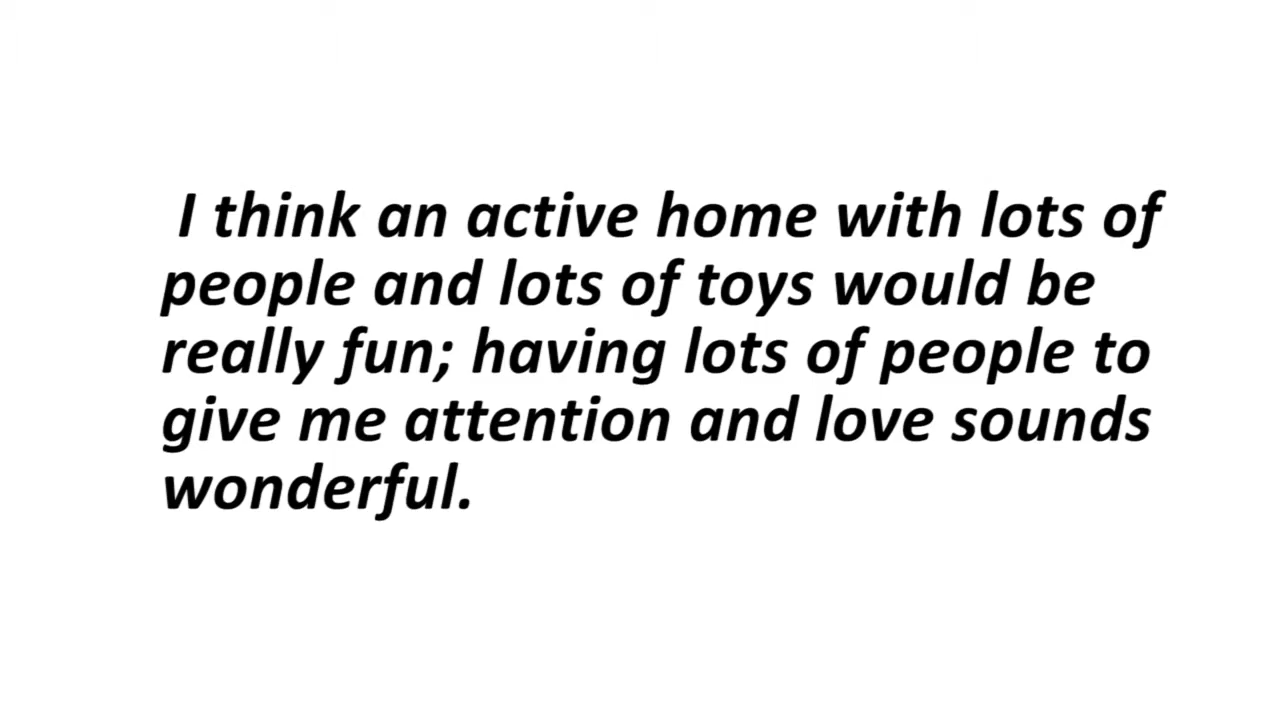 I think an active home with lots of
people and lots of toys would be
really fun; having lots of people to
give me attention and love sounds
wonderful.